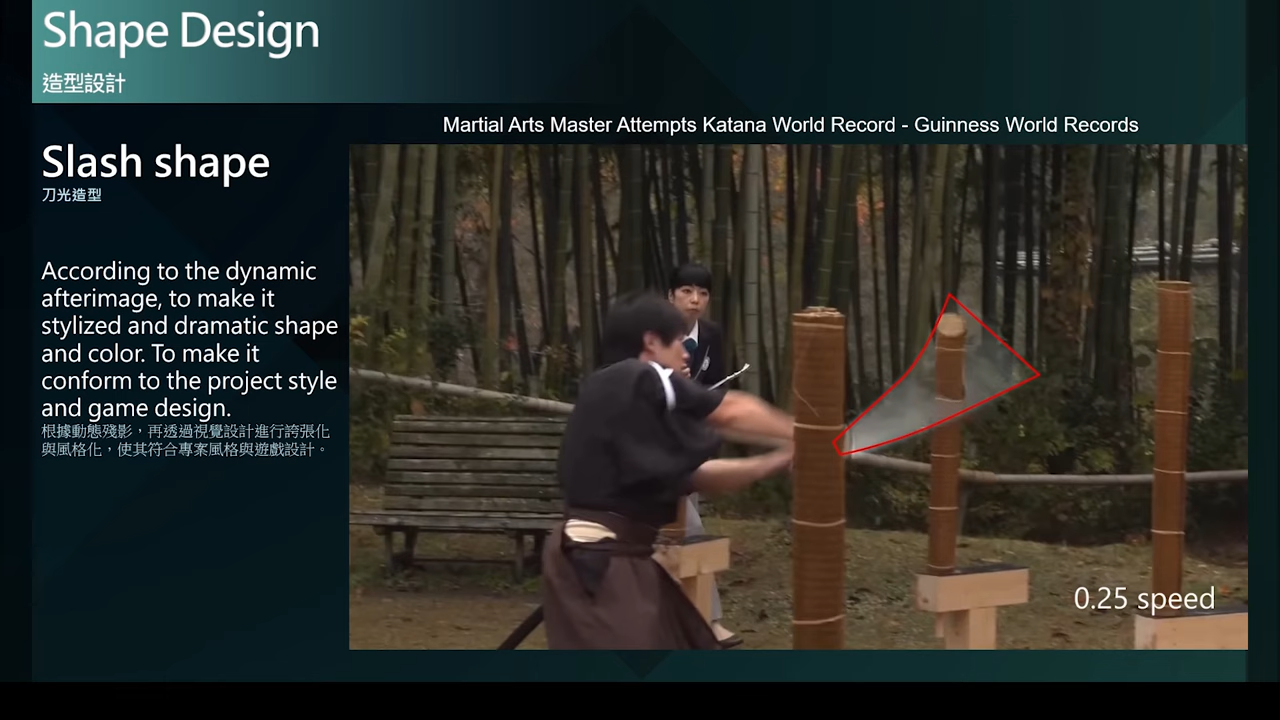 Shape Design
造型設計
Martial Arts Master Attempts Katana World Record - Guinness World Records
Slash shape
刀光造型
According to the dynamic
afterimage, to make it
stylized and dramatic shape
and color. To make it
conform to the project style
and game design.
根據動態殘影，再透過視覺設計進行誇張化
與風格化，使其符合專案風格與遊戲設計。
0.25 speed